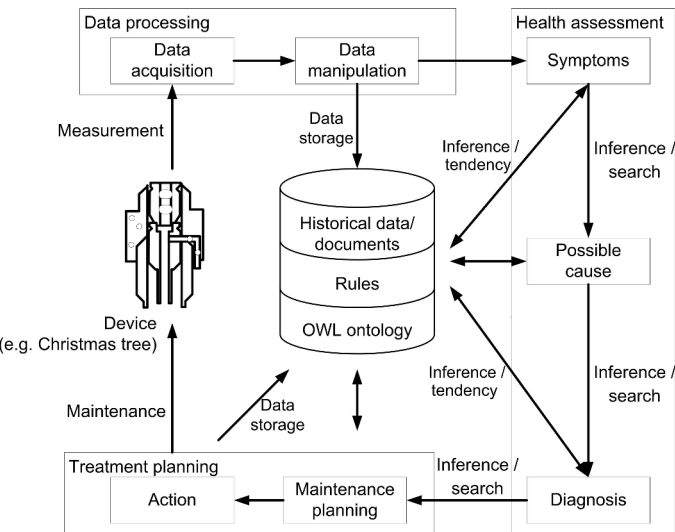 Data processing
Data
acquisition
Data
manipulation
Health assessment
Symptoms
Measurement
Data
storage
Inference /
tendency
Inference /
search
Historical data/
documents
Rules
OWL ontology
Possible
cause
Device
(e.g. Christmas tree)
Inference /
tendency
Inference /
search
Maintenance
Data
storage
Treatment planning
Action
Maintenance
planning
Inference /
search
Diagnosis